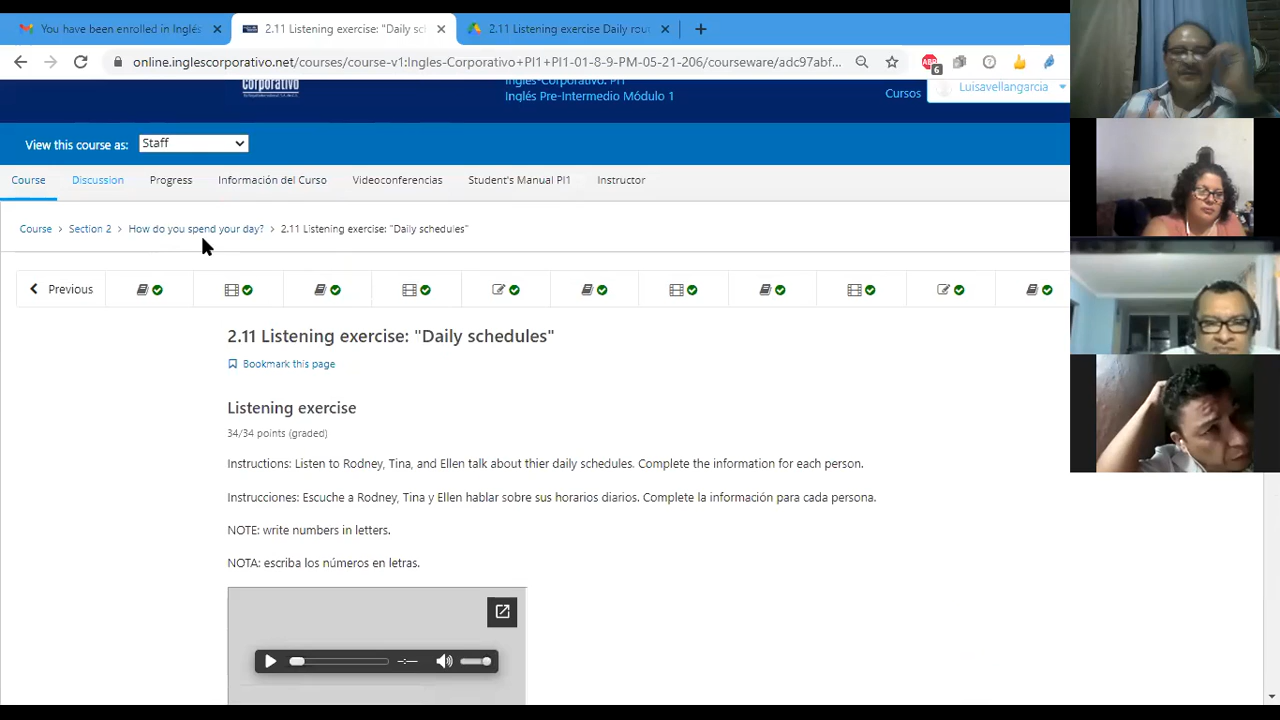 You have been enrolled in Inglés
2.11 Listening exercise: "Daily sc
2.11 Listening exercise Daily rou
online.inglescorporativo.net/courses/course-v1:Ingles-Corporativo+PI1+PI1-01-8-9-PM-05-21-206/courseware/adc97abf...
6
corporativo
Ingles-Corporativo: PI1
Inglés Pre-Intermedio Módulo 1
Cursos
Luisavellangarcia
View this course as: Staff
Course Discussion Progress Información del Curso Videoconferencias Student's Manual PI1 Instructor
Course > Section 2 > How do you spend your day? > 2.11 Listening exercise: "Daily schedules"
Previous
2.11 Listening exercise: "Daily schedules"
Bookmark this page
Listening exercise
34/34 points (graded)
Instructions: Listen to Rodney, Tina, and Ellen talk about thier daily schedules. Complete the information for each person.
Instrucciones: Escuche a Rodney, Tina y Ellen hablar sobre sus horarios diarios. Complete la información para cada persona.
NOTE: write numbers in letters.
NOTA: escriba los números en letras.
-:--